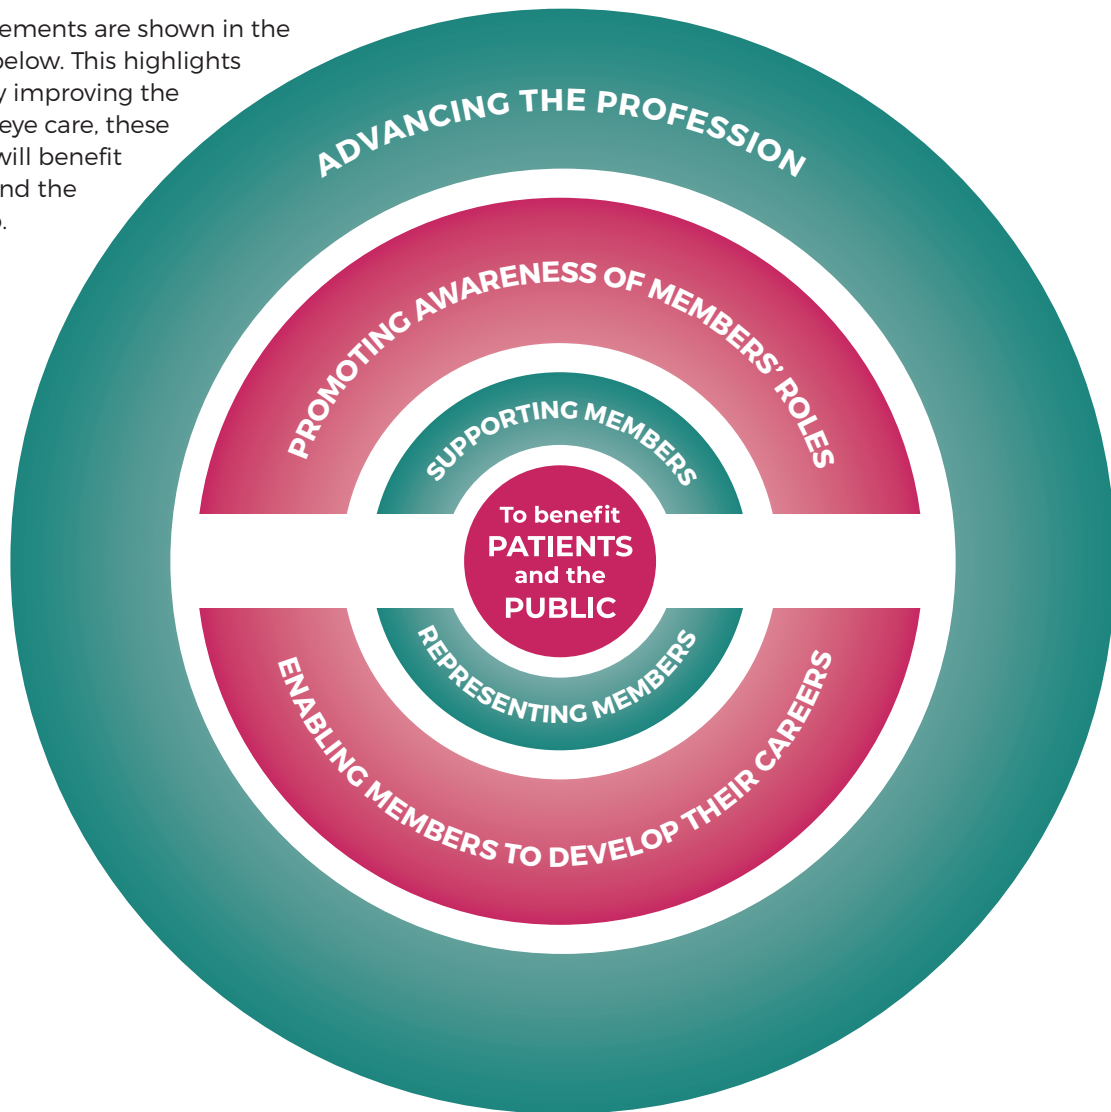 ements are shown in the
below. This highlights
y improving the
eye care, these
will benefit
nd the
.
ADVANCING THE PROFESSION
PROMOTING AWARENESS OF MEMBERS’ ROLES
SUPPORTING MEMBERS
To benefit
PATIENTS
and the
PUBLIC
REPRESENTING MEMBERS
ENABLING MEMBERS TO DEVELOP THEIR CAREERS